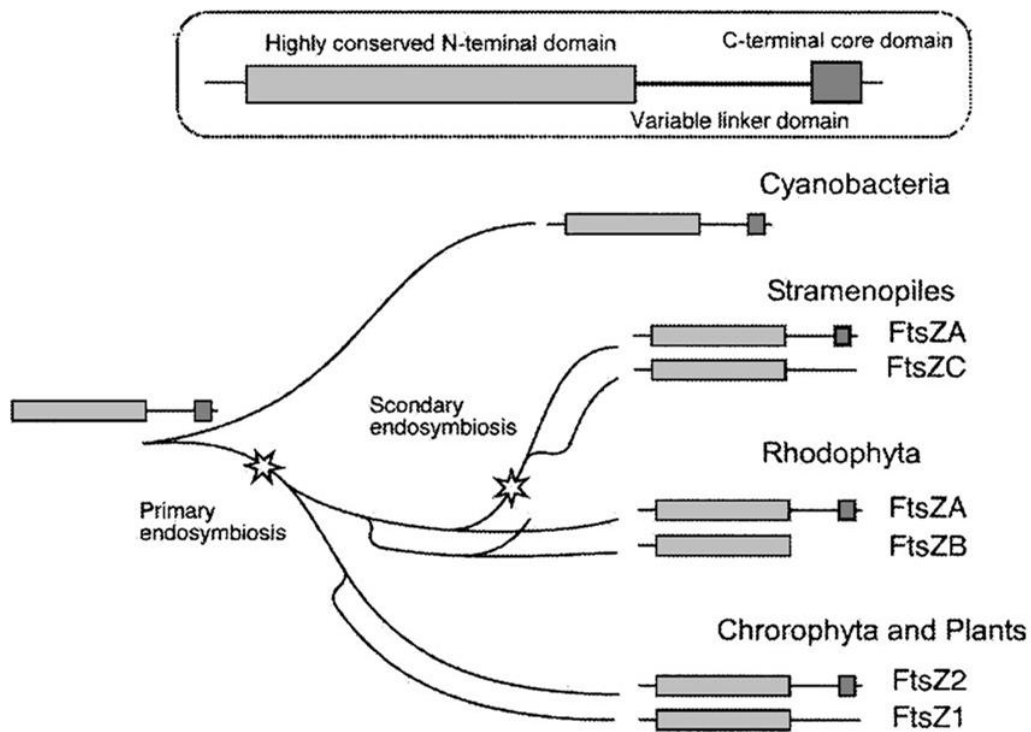 Highly conserved N-teminal domain
C-terminal core domain
Variable linker domain
Cyanobacteria
Stramenopiles
FtsZA
FtsZC
Scondary
endosymbiosis
Rhodophyta
FtsZA
FtsZB
Primary
endosymbiosis
Chrorophyta and Plants
FtsZ2
FtsZ1